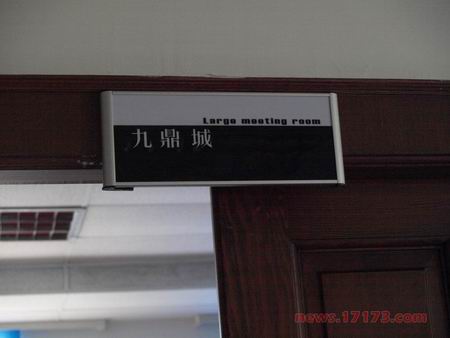 Large meeting room
九鼎城
news.17173.com